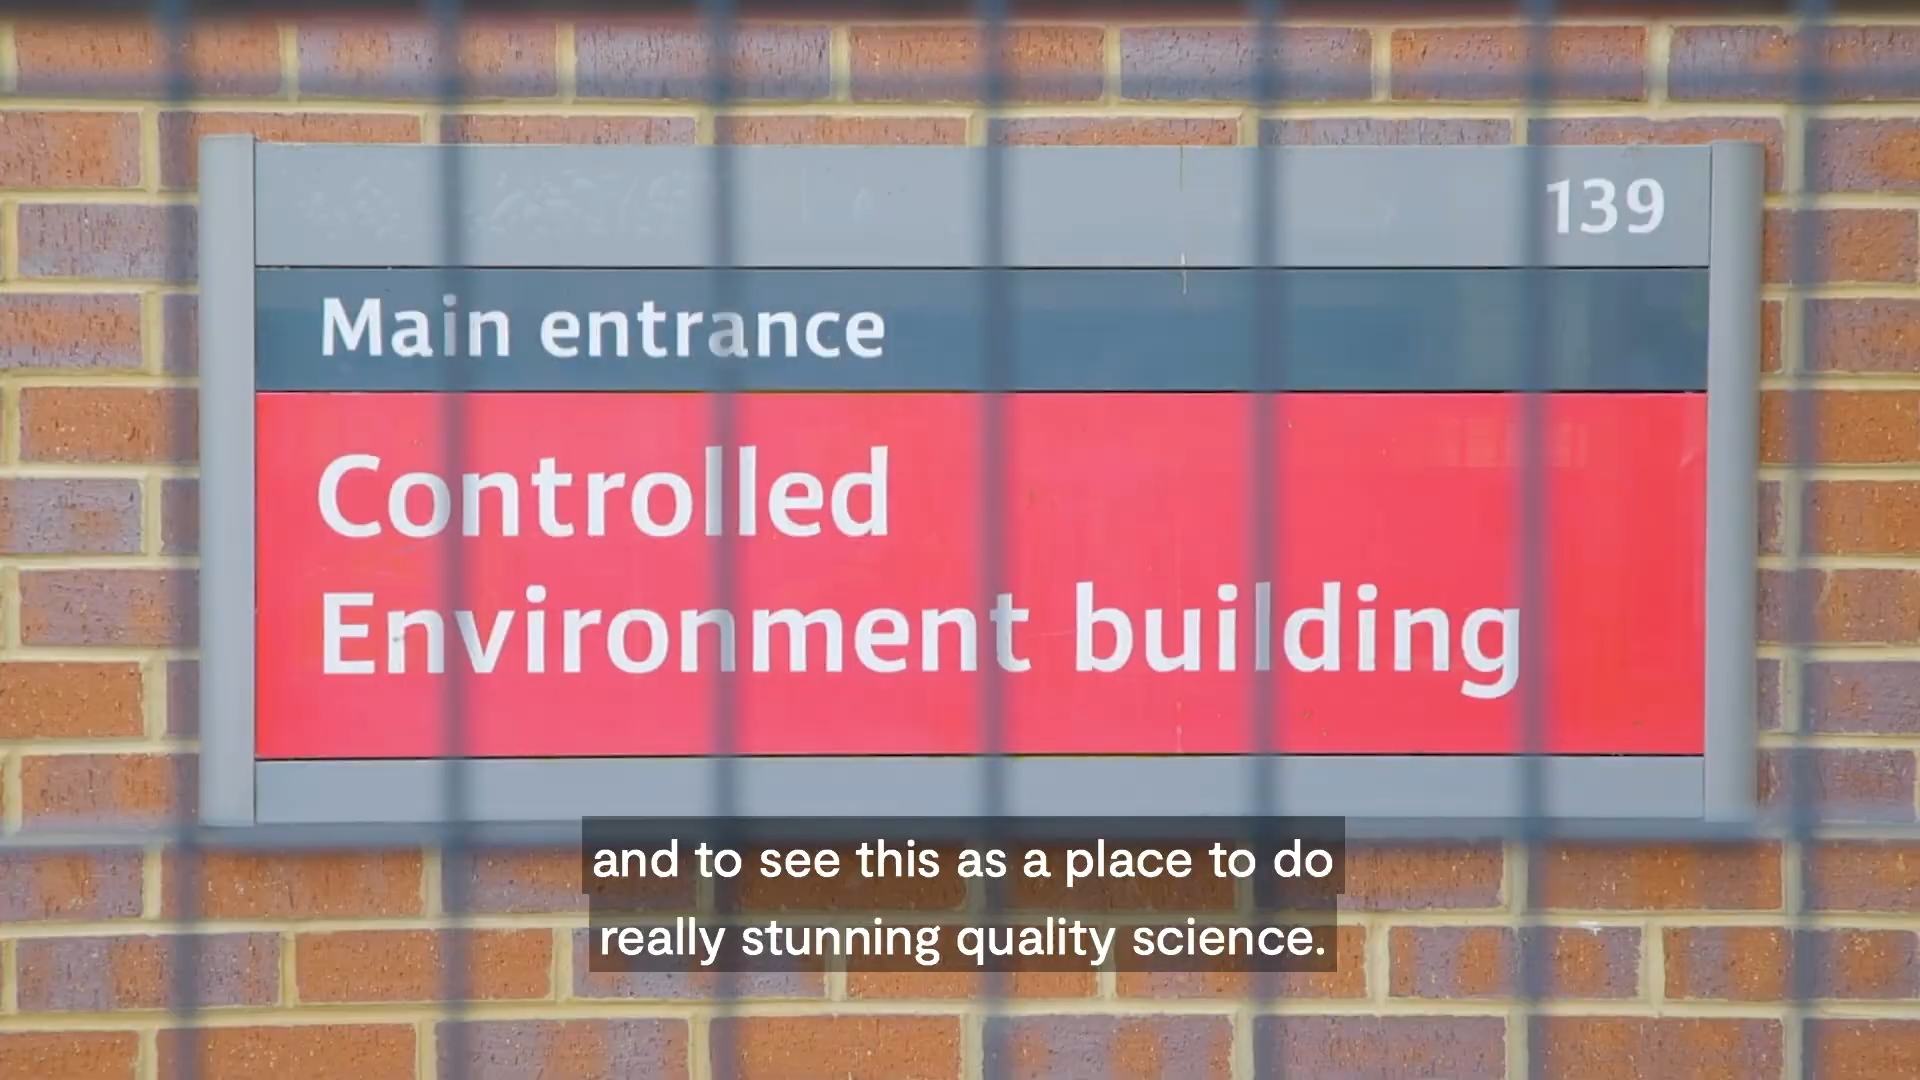 139
Main entrance
Controlled
Environment building
and to see this as a place to do
really stunning quality science.